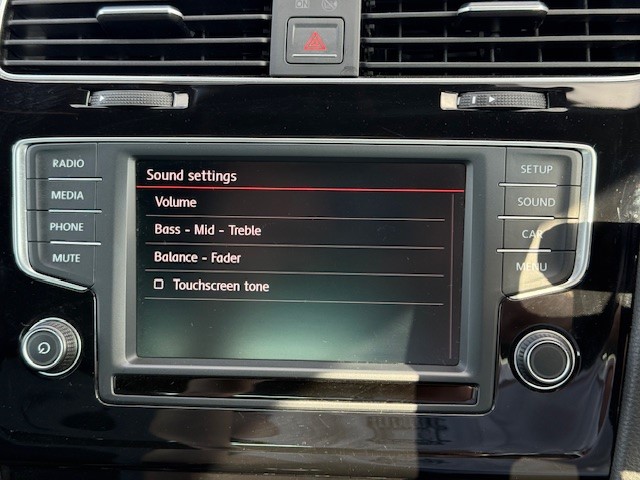 RADIO
MEDIA
PHONE
MUTE
Sound settings
Volume
Bass - Mid - Treble
Balance - Fader
Touchscreen tone
SETUP
SOUND
CAR
MENU